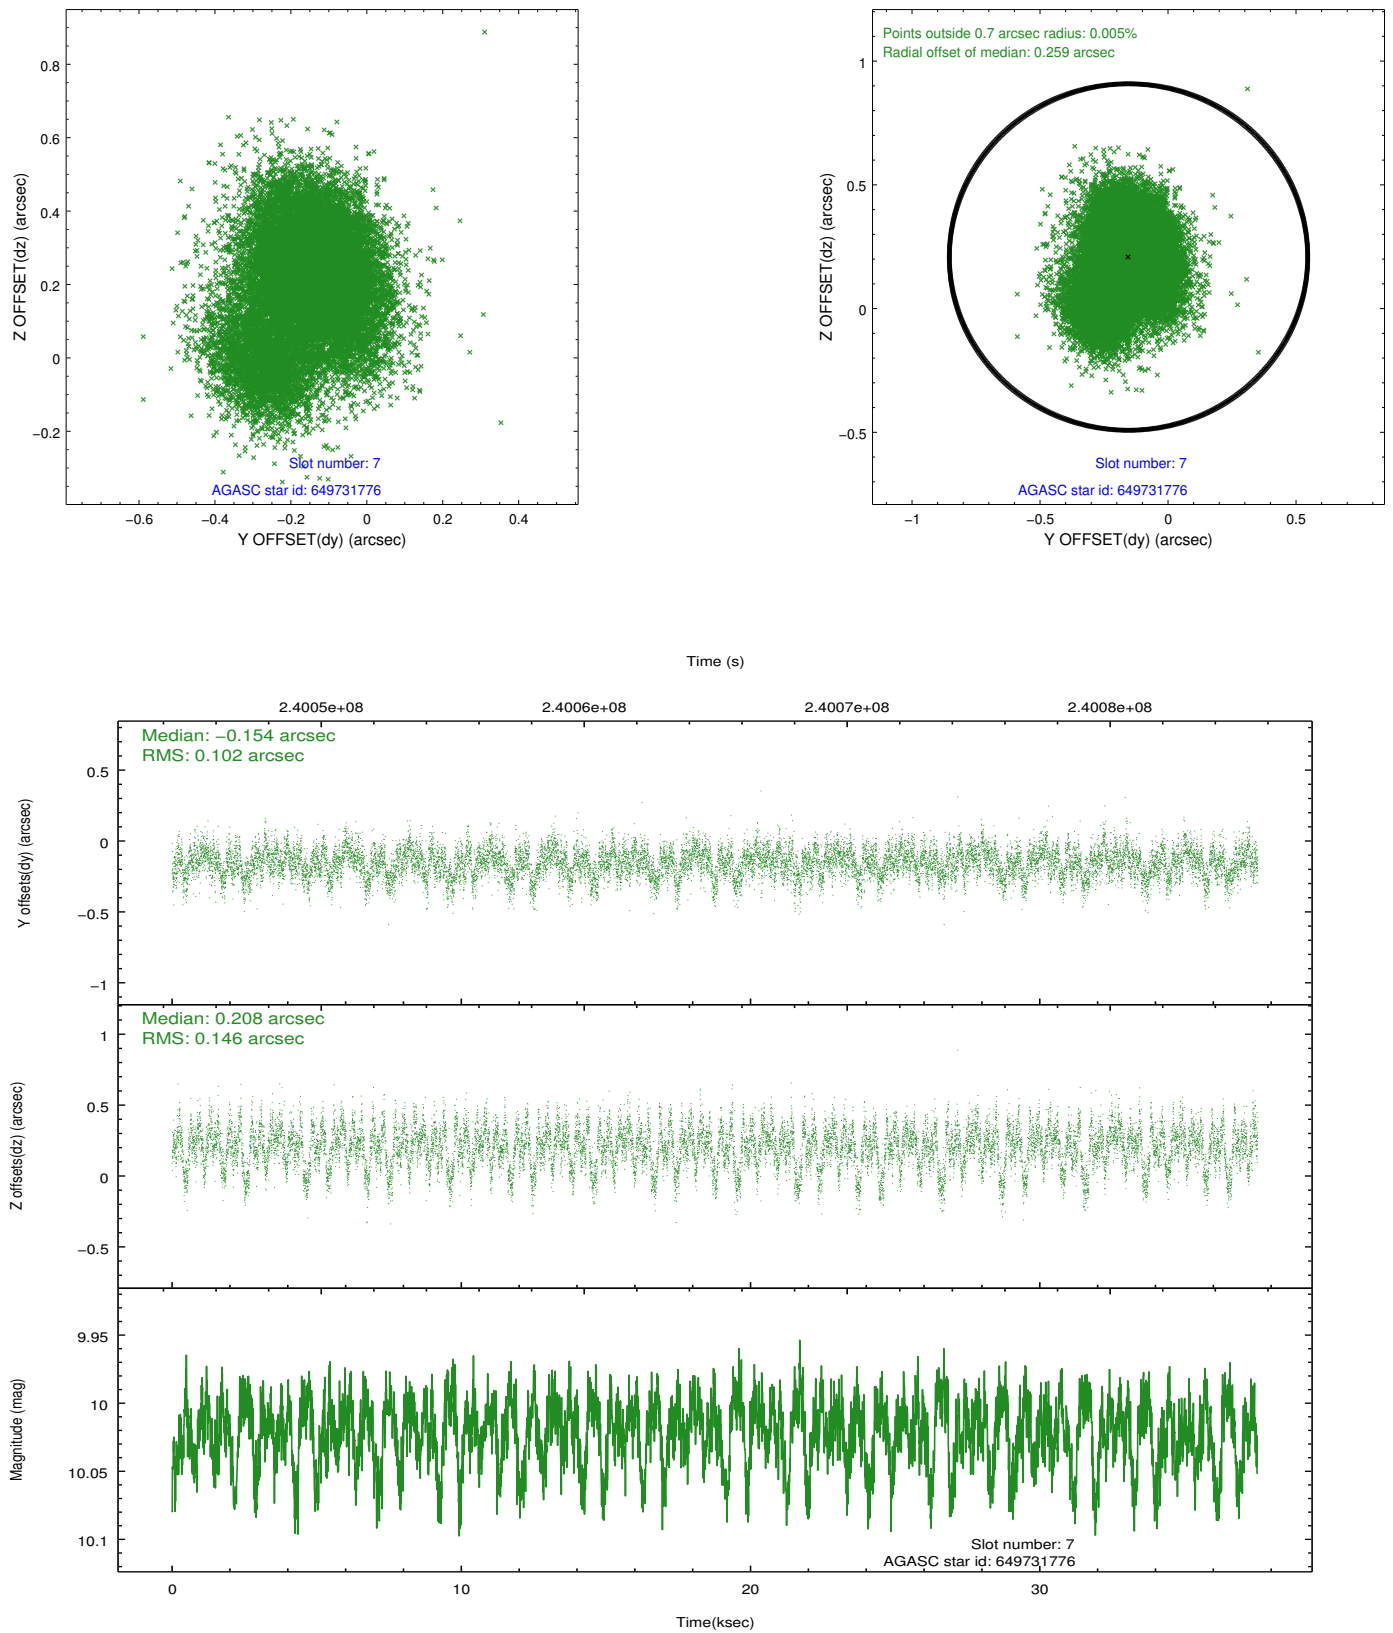 0.8
0.6
0.4
0.2
0
−0.2
Z OFFSET(dz) (arcsec)
Slot number: 7
AGASC star id: 649731776
−0.6
−0.4
−0.2
0
0.2
0.4
Y OFFSET(dy) (arcsec)
Points outside 0.7 arcsec radius: 0.005%
Radial offset of median: 0.259 arcsec
1
0.5
0
−0.5
Z OFFSET(dz) (arcsec)
Slot number: 7
AGASC star id: 649731776
−1
−0.5
0
0.5
Y OFFSET(dy) (arcsec)
Time (s)
2.4005e+08
2.4006e+08
2.4007e+08
2.4008e+08
Median: −0.154 arcsec
RMS: 0.102 arcsec
0.5
0
−0.5
−1
Y offsets(dy) (arcsec)
Median: 0.208 arcsec
RMS: 0.146 arcsec
1
0.5
0
−0.5
Z offsets(dz) (arcsec)
9.95
10
10.05
10.1
Magnitude (mag)
Slot number: 7
AGASC star id: 649731776
0
10
20
30
Time(ksec)